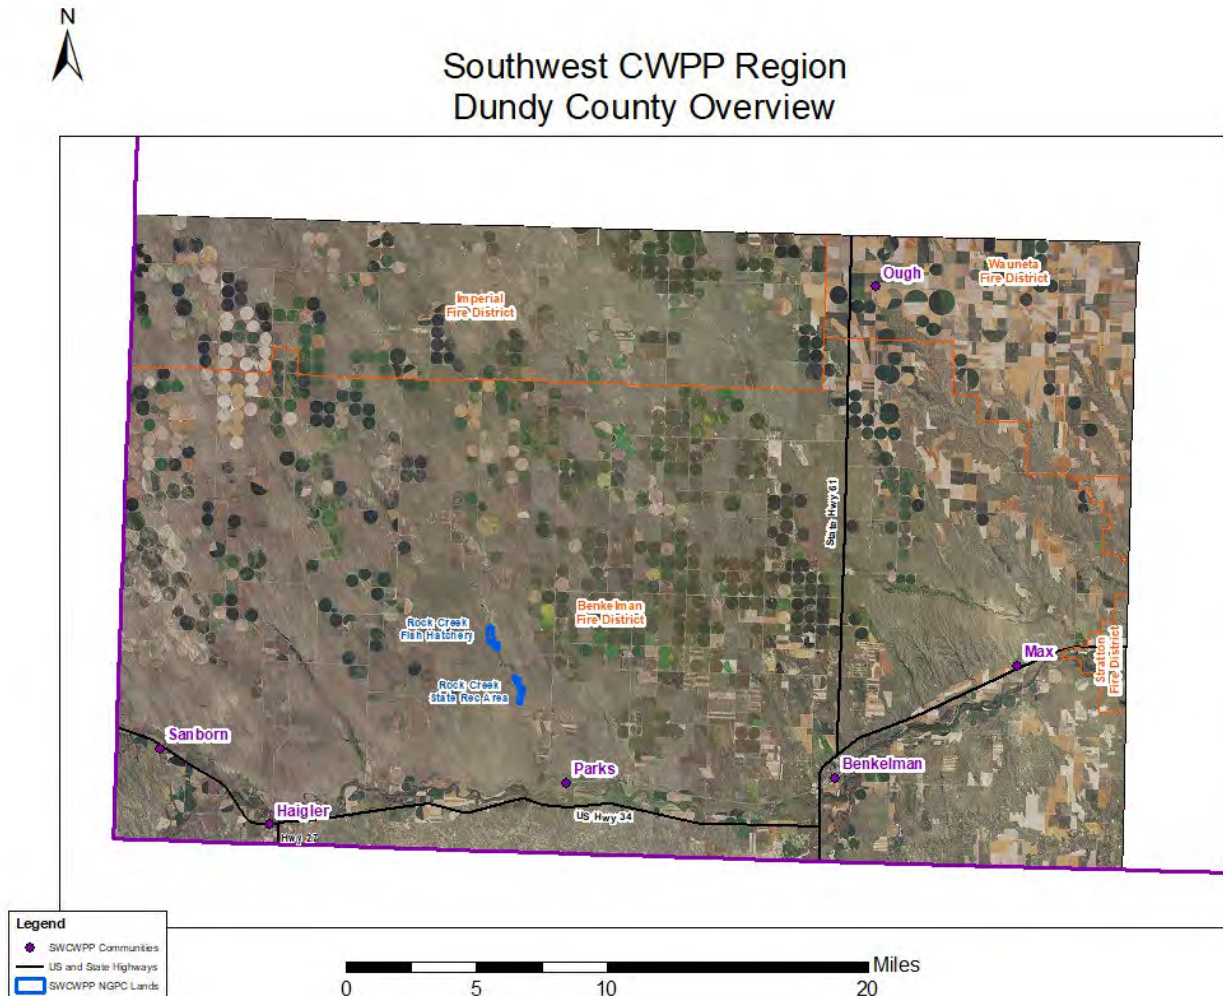 N
Southwest CWPP Region
Dundy County Overview
Ough
Wauneta
Fire District
Imperial
Fire District
State Hwy 61
Benkelman
Fire District
Rock Creek
Fish Hatchery
Rock Creek
State Rec Area
Max
Stratton
Fire District
Sanborn
Parks
Benkelman
Haigler
US Hwy 34
Hwy 27
Legend
SWCWPP Communities
US and State Highways
SWCWPP NGPC Lands
Miles
0 5 10 20